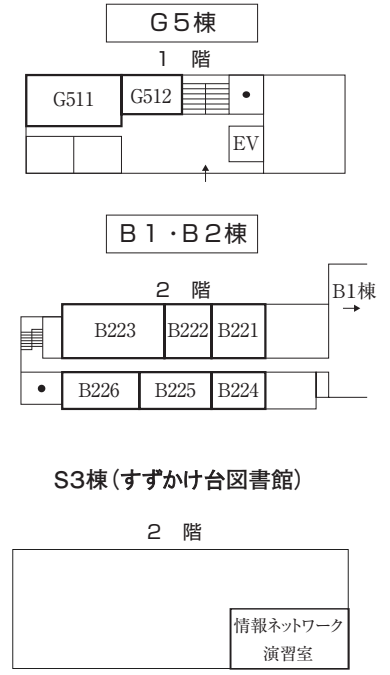 G5棟
1 階
G511
G512
EV
B1・B2棟
2 階
B1棟
B223
B222
B221
B226
B225
B224
S3棟(すずかけ台図書館)
2 階
情報ネットワーク
演習室